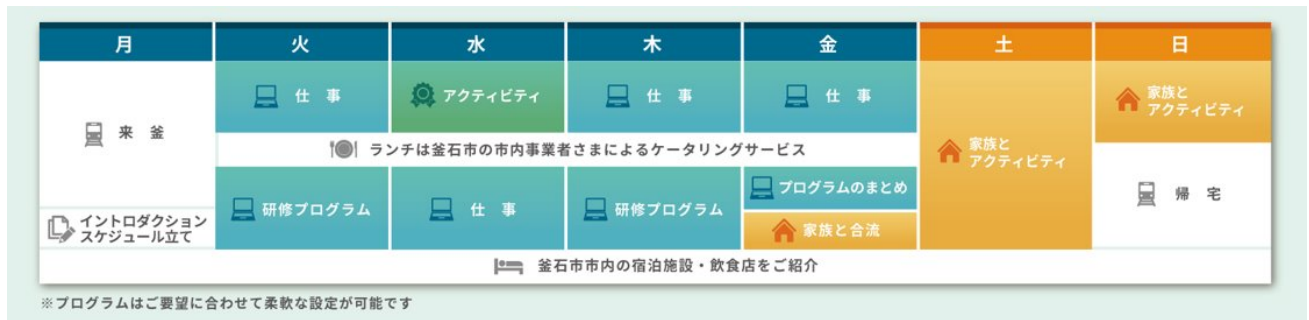 月 火 水 木 金 土 日
仕 事 アクティビティ 仕 事 仕 事 家族と
アクティビティ
来 釜
ランチは釜石市の市内事業者さまによるケータリングサービス
家族と
アクティビティ
イントロダクション
スケジュール立て
研修プログラム 仕 事 研修プログラム プログラムのまとめ
家族と合流
帰 宅
釜石市市内の宿泊施設・飲食店をご紹介
※プログラムはご要望に合わせて柔軟な設定が可能です